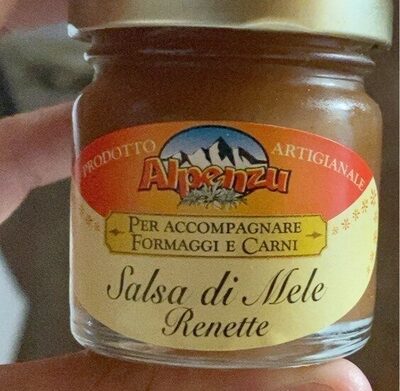 PRODOTTO ARTIGIANALE
Alpenzu
PER ACCOMPAGNARE
FORMAGGI E CARNI
Salsa di Mele
Renette